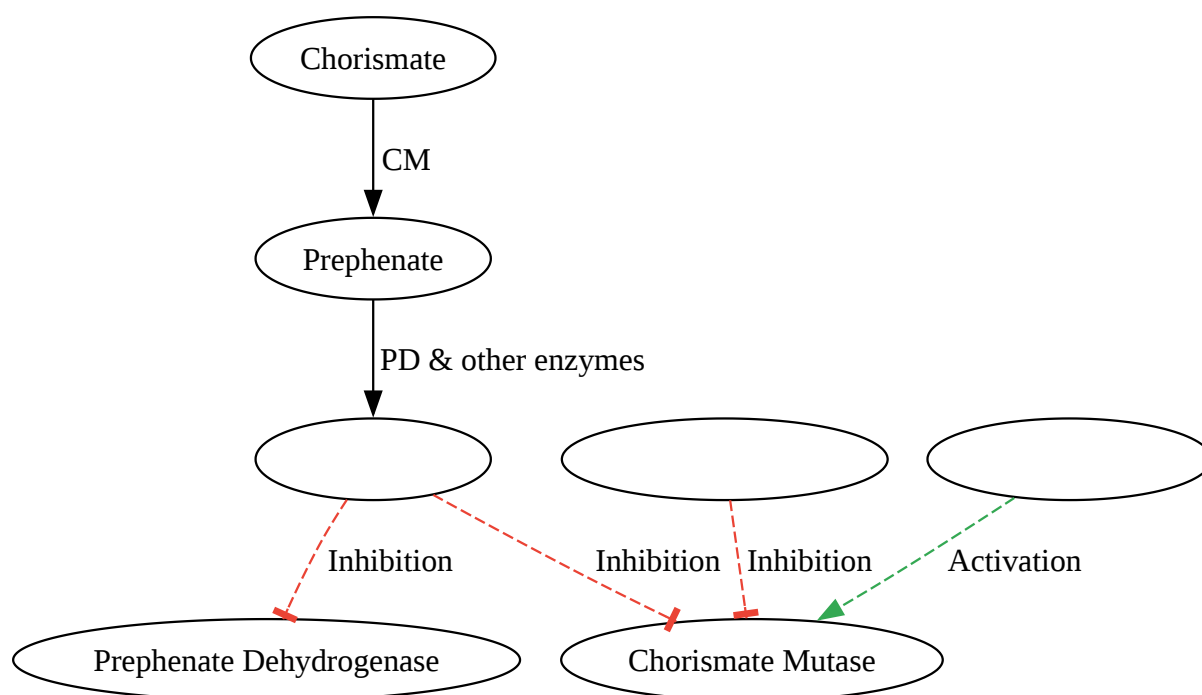 Chorismate
CM
Prephenate
PD & other enzymes
Inhibition
Inhibition
Inhibition
Activation
Prephenate Dehydrogenase
Chorismate Mutase